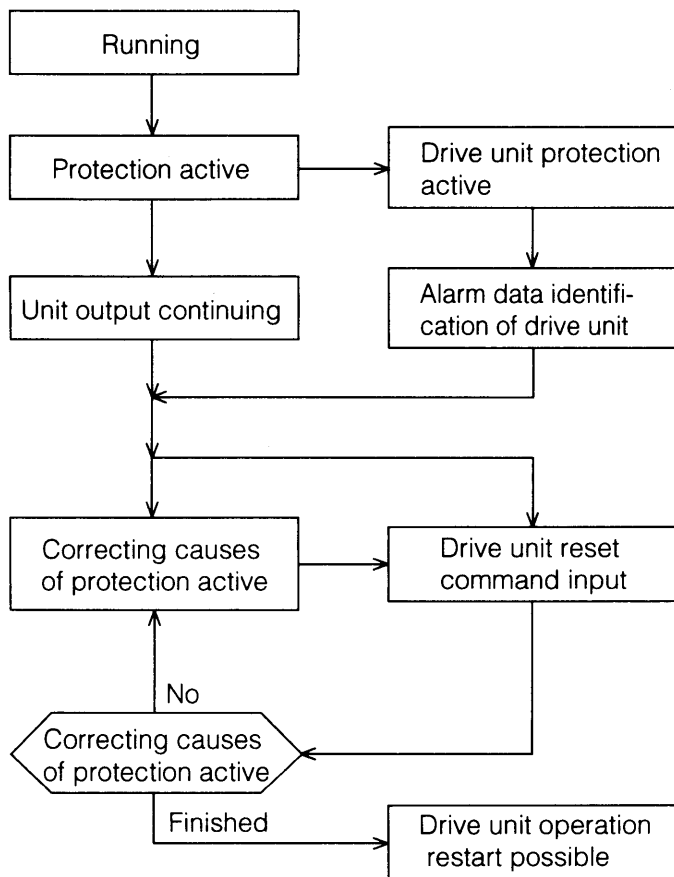 Running
Protection active
Drive unit protection
active
Unit output continuing
Alarm data identifi-
cation of drive unit
Correcting causes
of protection active
Drive unit reset
command input
No
Correcting causes
of protection active
Finished
Drive unit operation
restart possible